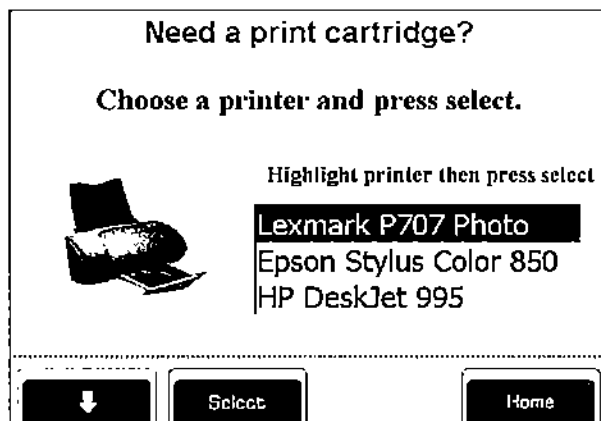 Need a print cartridge?
Choose a printer and press select.
Highlight printer then press select
Lexmark P707 Photo
Epson Stylus Color 850
HP DeskJet 995
Select
Home